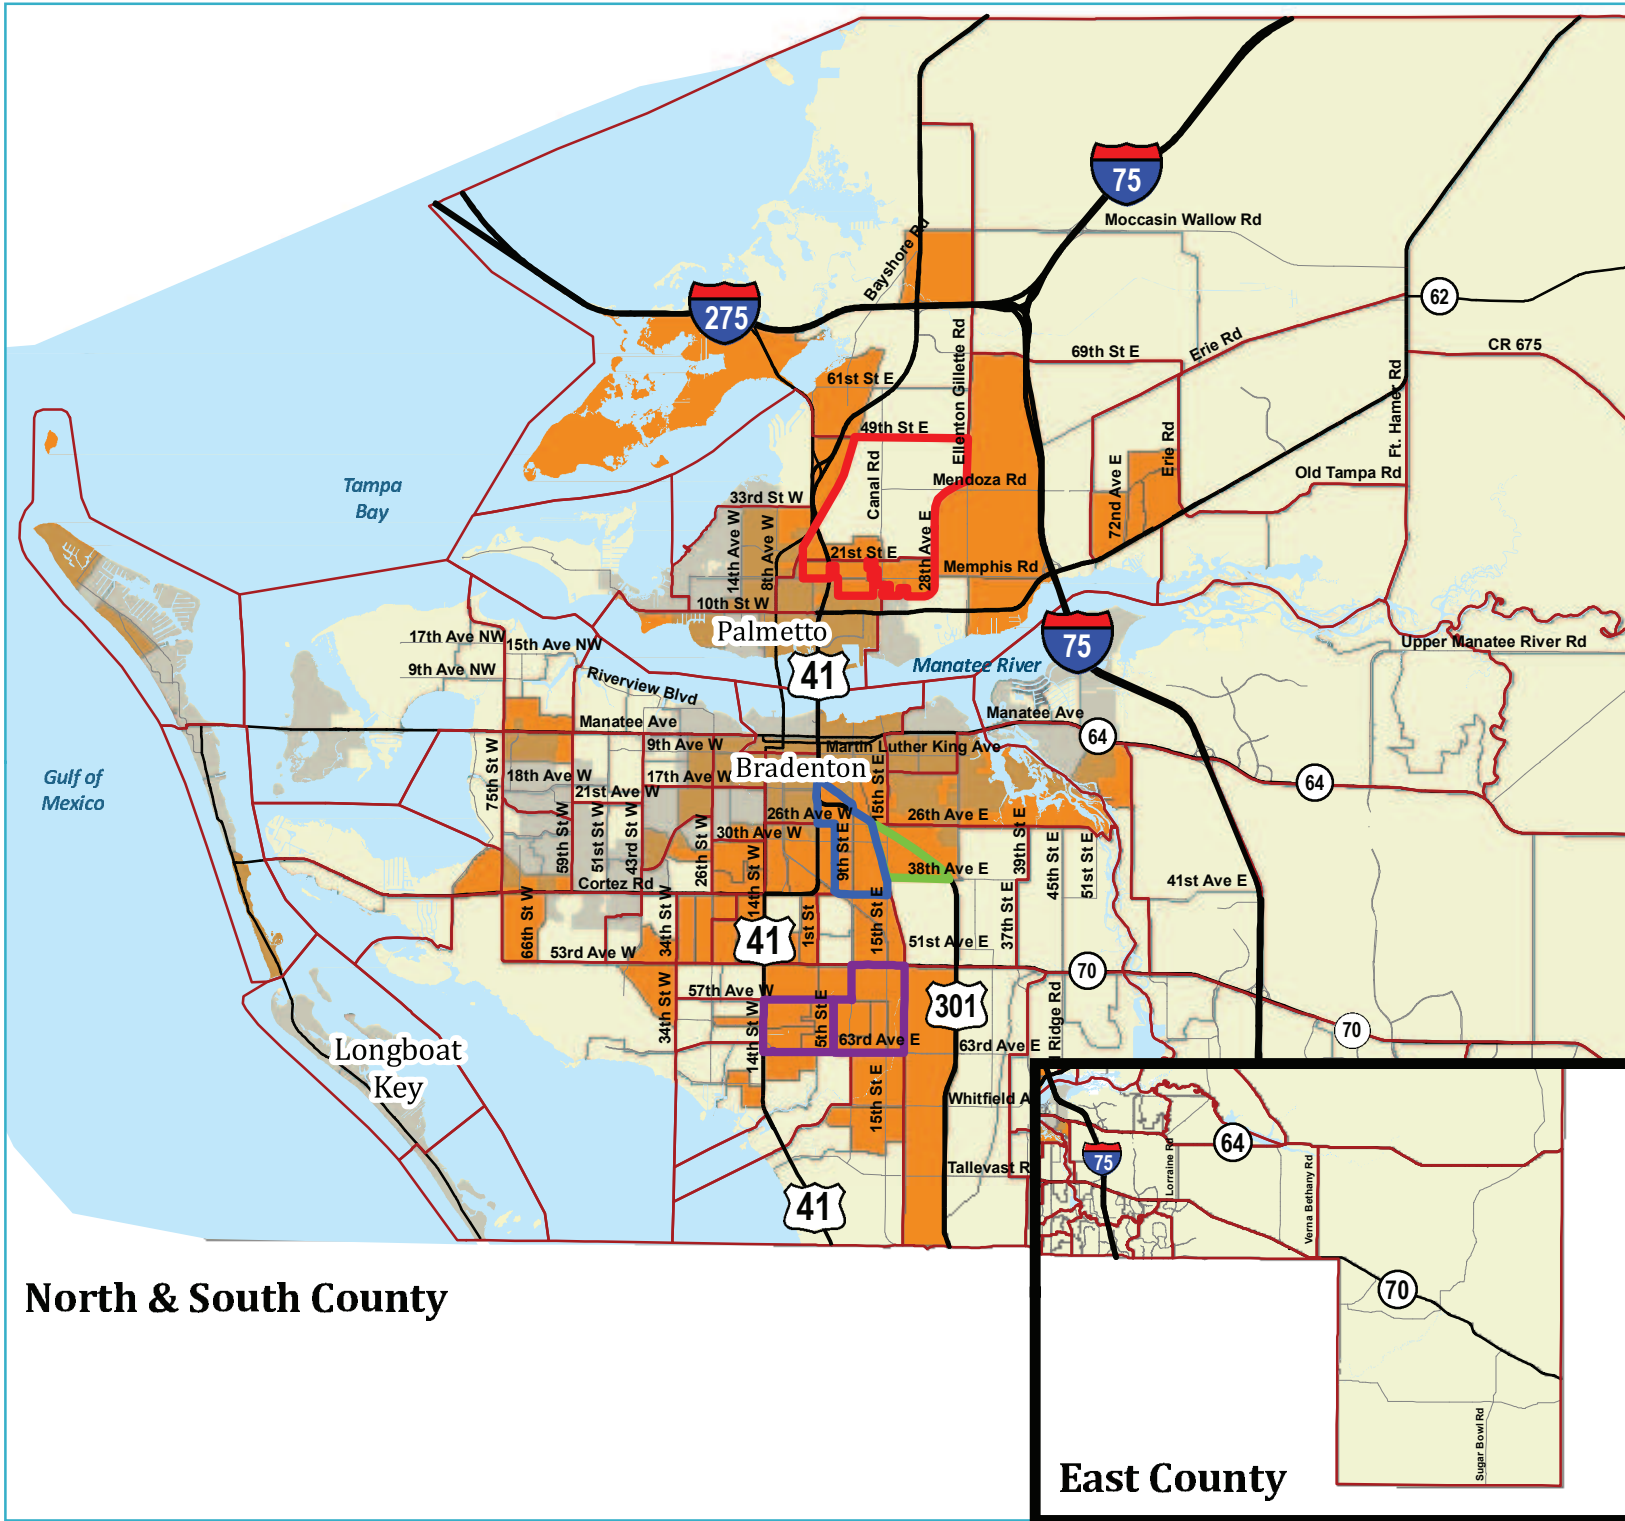 75
Moccasin Wallow Rd
Bayshore Rd
275
62
Erie Rd
69th St E
CR 675
61st St E
Ellenton Gillette Rd
Ft. Hamer Rd
49th St E
Canal Rd
Mendoza Rd
72nd Ave E
Erie Rd
Old Tampa Rd
Tampa
Bay
33rd St W
14th Ave W
8th Ave W
21st St E
28th Ave E
Memphis Rd
10th St W
Palmetto
75
17th Ave NW
15th Ave NW
9th Ave NW
Upper Manatee River Rd
Manatee River
41
Riverview Blvd
Manatee Ave
Manatee Ave
64
64
9th Ave W
Martin Luther King Ave
Bradenton
Gulf of
Mexico
75th St W
18th Ave W
17th Ave W
21st Ave W
15th St E
26th Ave W
26th Ave E
30th Ave W
59th St W
51st St W
43rd St W
26th St W
14th St W
9th St E
39th St E
45th St E
51st St E
38th Ave E
41st Ave E
Cortez Rd
66th St W
34th St W
41
1st St
15th St E
37th St E
51st Ave E
53rd Ave W
70
57th Ave W
34th St W
14th St W
5th St E
301
Ridge Rd
63rd Ave E
63rd Ave E
70
Longboat
Key
15th St E
Whitfield A
Tallevast R
41
64
75
Lorraine Rd
Verna Bethany Rd
70
Sugar Bowl Rd
North & South County
East County